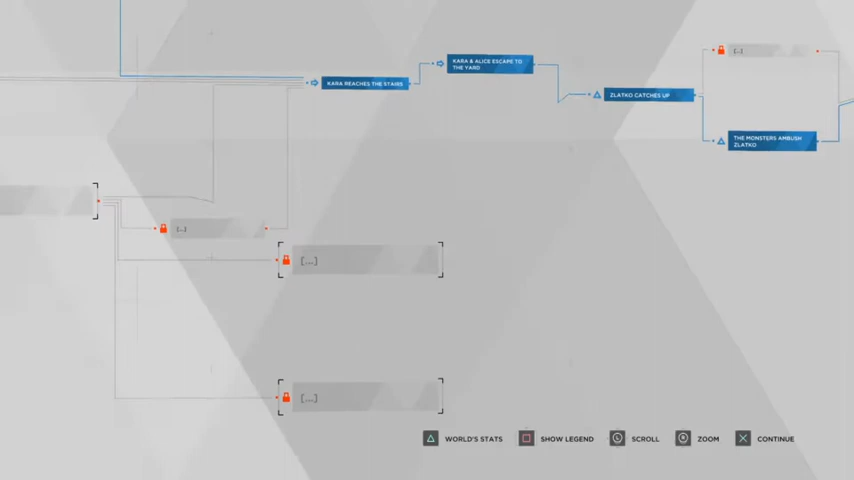 [...]
KARA & ALICE ESCAPE TO
THE YARD
KARA REACHES THE STAIRS
ZLATKO CATCHES UP
THE MONSTERS AMBUSH
ZLATKO
[...]
[...]
[...]
WORLD'S STATS
SHOW LEGEND
L SCROLL
R ZOOM
CONTINUE